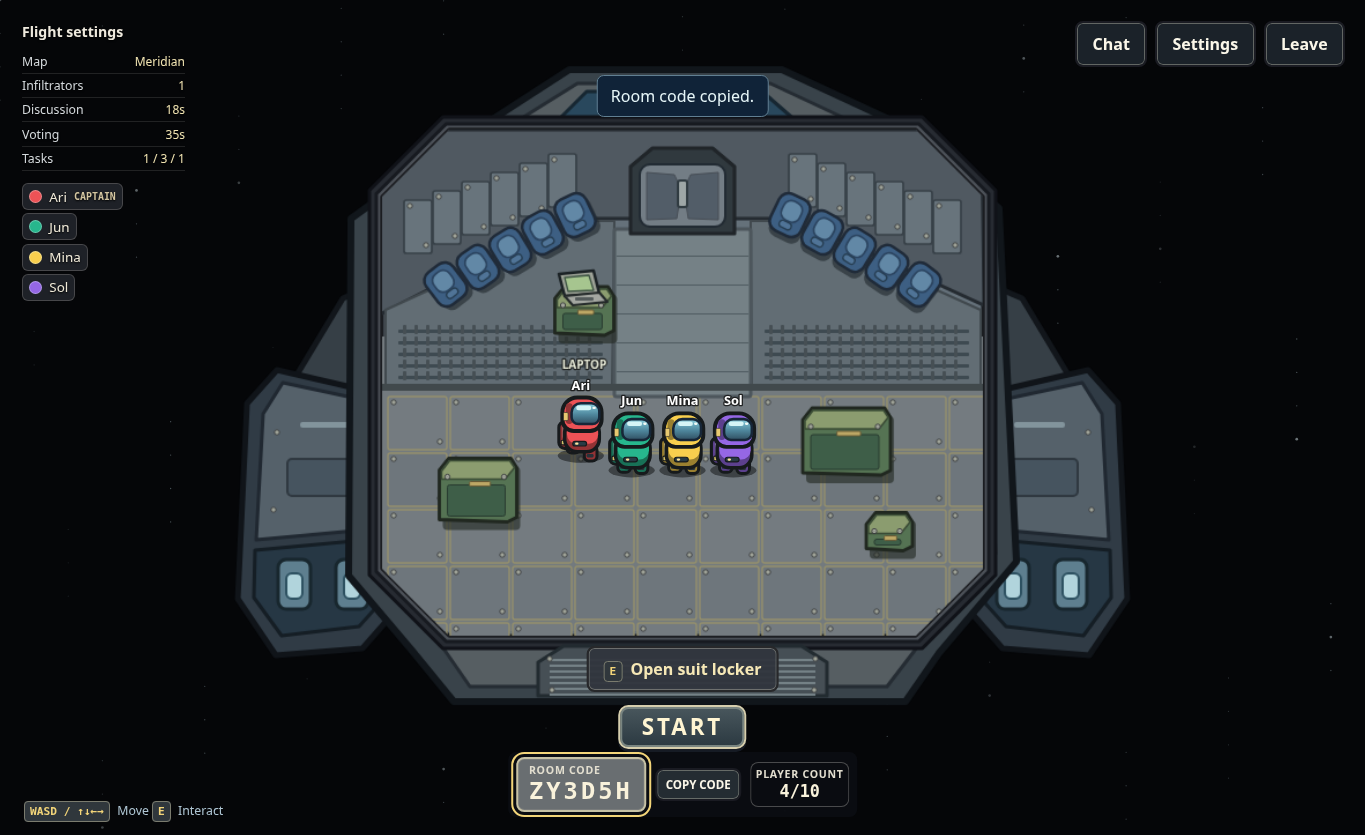 Flight settings
Map Meridian
Infiltrators 1
Discussion 18s
Voting 35s
Tasks 1 / 3 / 1
Ari CAPTAIN
Jun
Mina
Sol
Chat Settings Leave
Room code copied.
LAPTOP
Ari
Jun Mina Sol
E Open suit locker
START
ROOM CODE
ZY3D5H
COPY CODE
PLAYER COUNT
4/10
WASD / ↑↓←→ Move E Interact